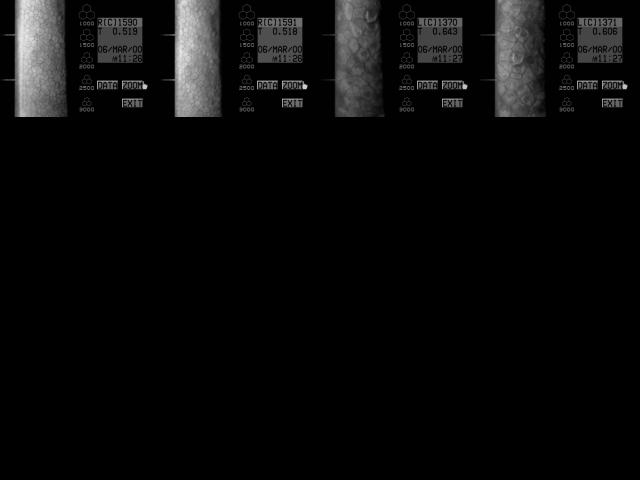 1000
R(C)1590
T 0.519
1500
06/MAR/00
m11:26
2000
DATA ZOOM
2500
EXIT
3000
1000
R(C)1591
T 0.518
1500
06/MAR/00
m11:26
2000
DATA ZOOM
2500
EXIT
3000
1000
L(C)1370
T 0.643
1500
06/MAR/00
m11:27
2000
DATA ZOOM
2500
EXIT
3000
1000
L(C)1371
T 0.606
1500
06/MAR/00
m11:27
2000
DATA ZOOM
2500
EXIT
3000